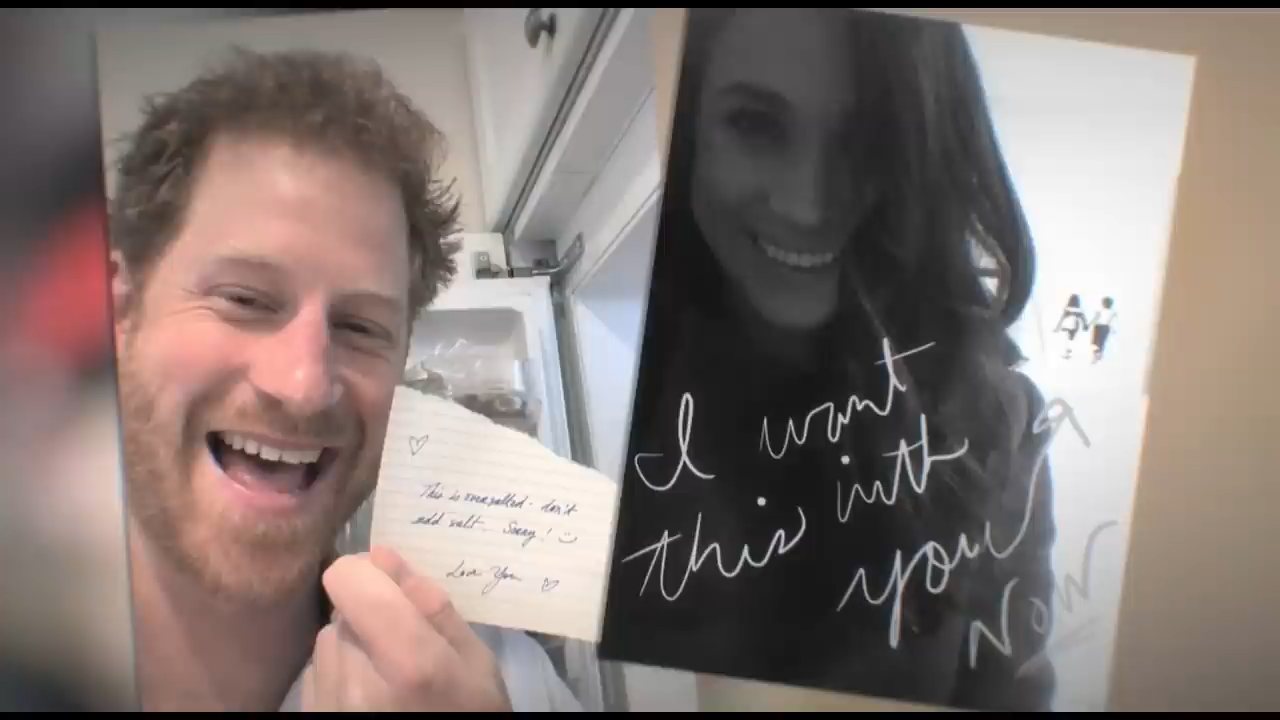 This is oversalted - don't
add salt. Sorry! :)
Love You
I want
this with
you
Now